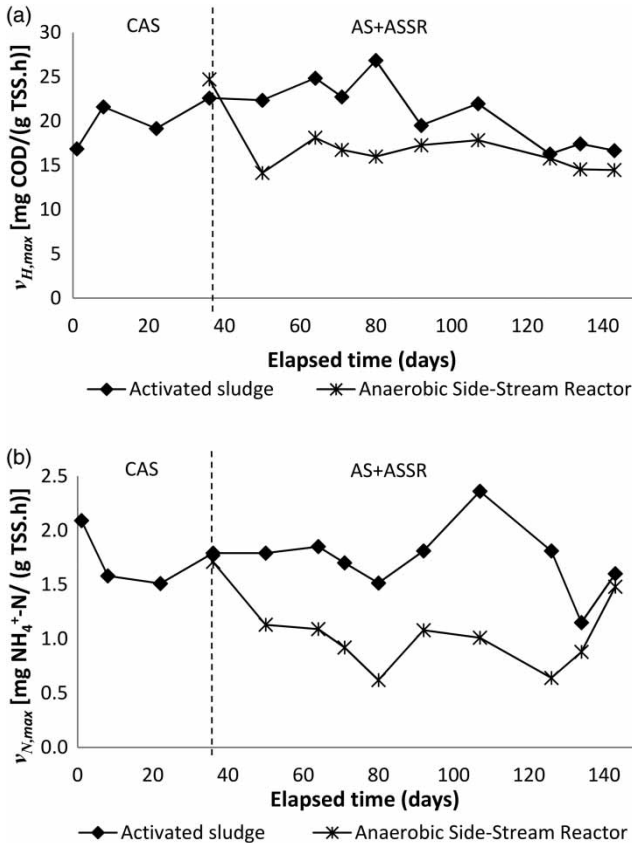 (a)
CAS AS+ASSR
30
25
20
15
10
5
0
v_H,max [mg COD/(g TSS.h)]
0 20 40 60 80 100 120 140
Elapsed time (days)
Activated sludge Anaerobic Side-Stream Reactor
(b)
CAS AS+ASSR
2.5
2.0
1.5
1.0
0.5
0.0
v_N,max [mg NH₄⁺-N/ (g TSS.h)]
0 20 40 60 80 100 120 140
Elapsed time (days)
Activated sludge Anaerobic Side-Stream Reactor